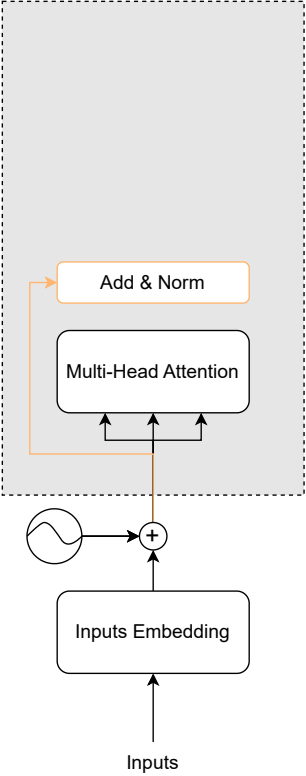 Add & Norm
Multi-Head Attention
+
Inputs Embedding
Inputs